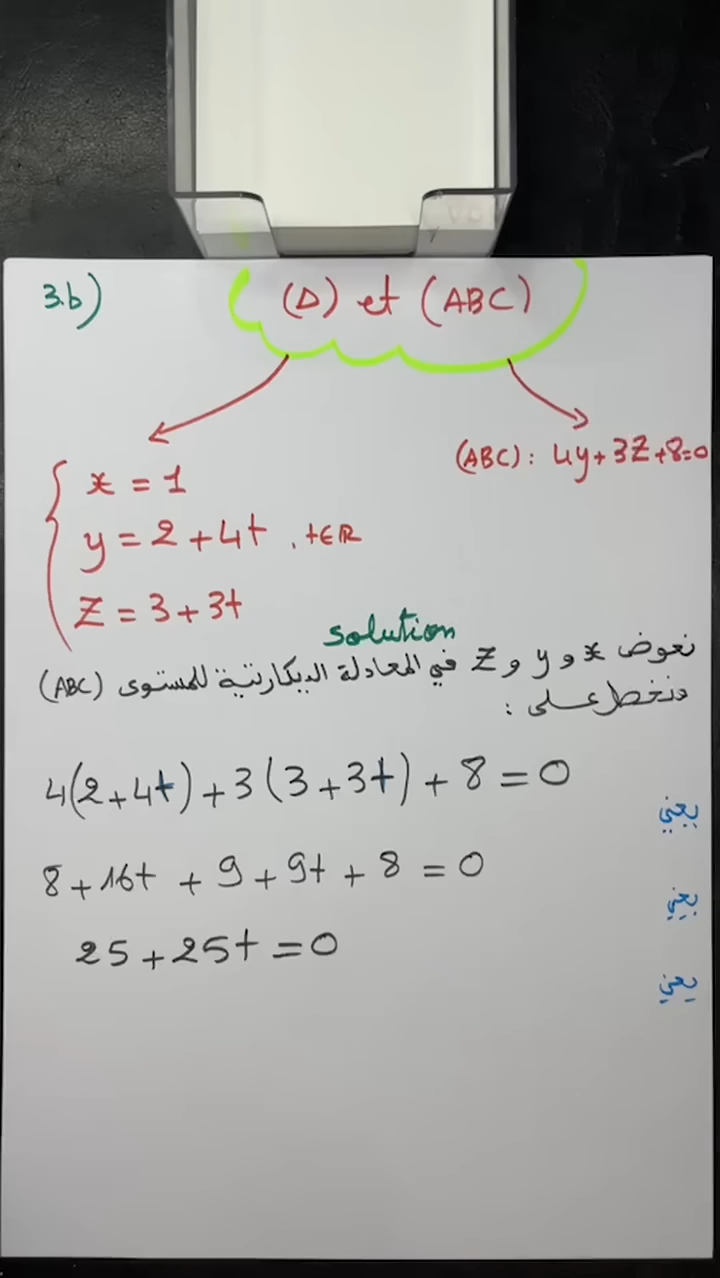 3.b) (Δ) et (ABC)
(ABC): 4y+3Z+8=0
x = 1
y = 2+4t , t∈R
Z = 3+3t
solution
نعوض x و y و Z في المعادلة الديكارتية للمستوى (ABC)
ونحصل على :
4(2+4t)+3(3+3t)+8=0
يعني
8+16t+9+9t+8=0
يعني
25+25t=0
يعني